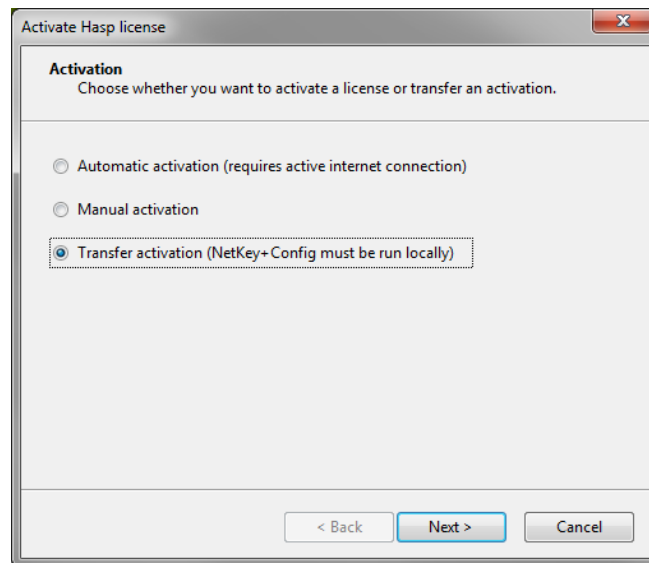 Activate Hasp license
Activation
Choose whether you want to activate a license or transfer an activation.
Automatic activation (requires active internet connection)
Manual activation
Transfer activation (NetKey+Config must be run locally)
< Back
Next >
Cancel